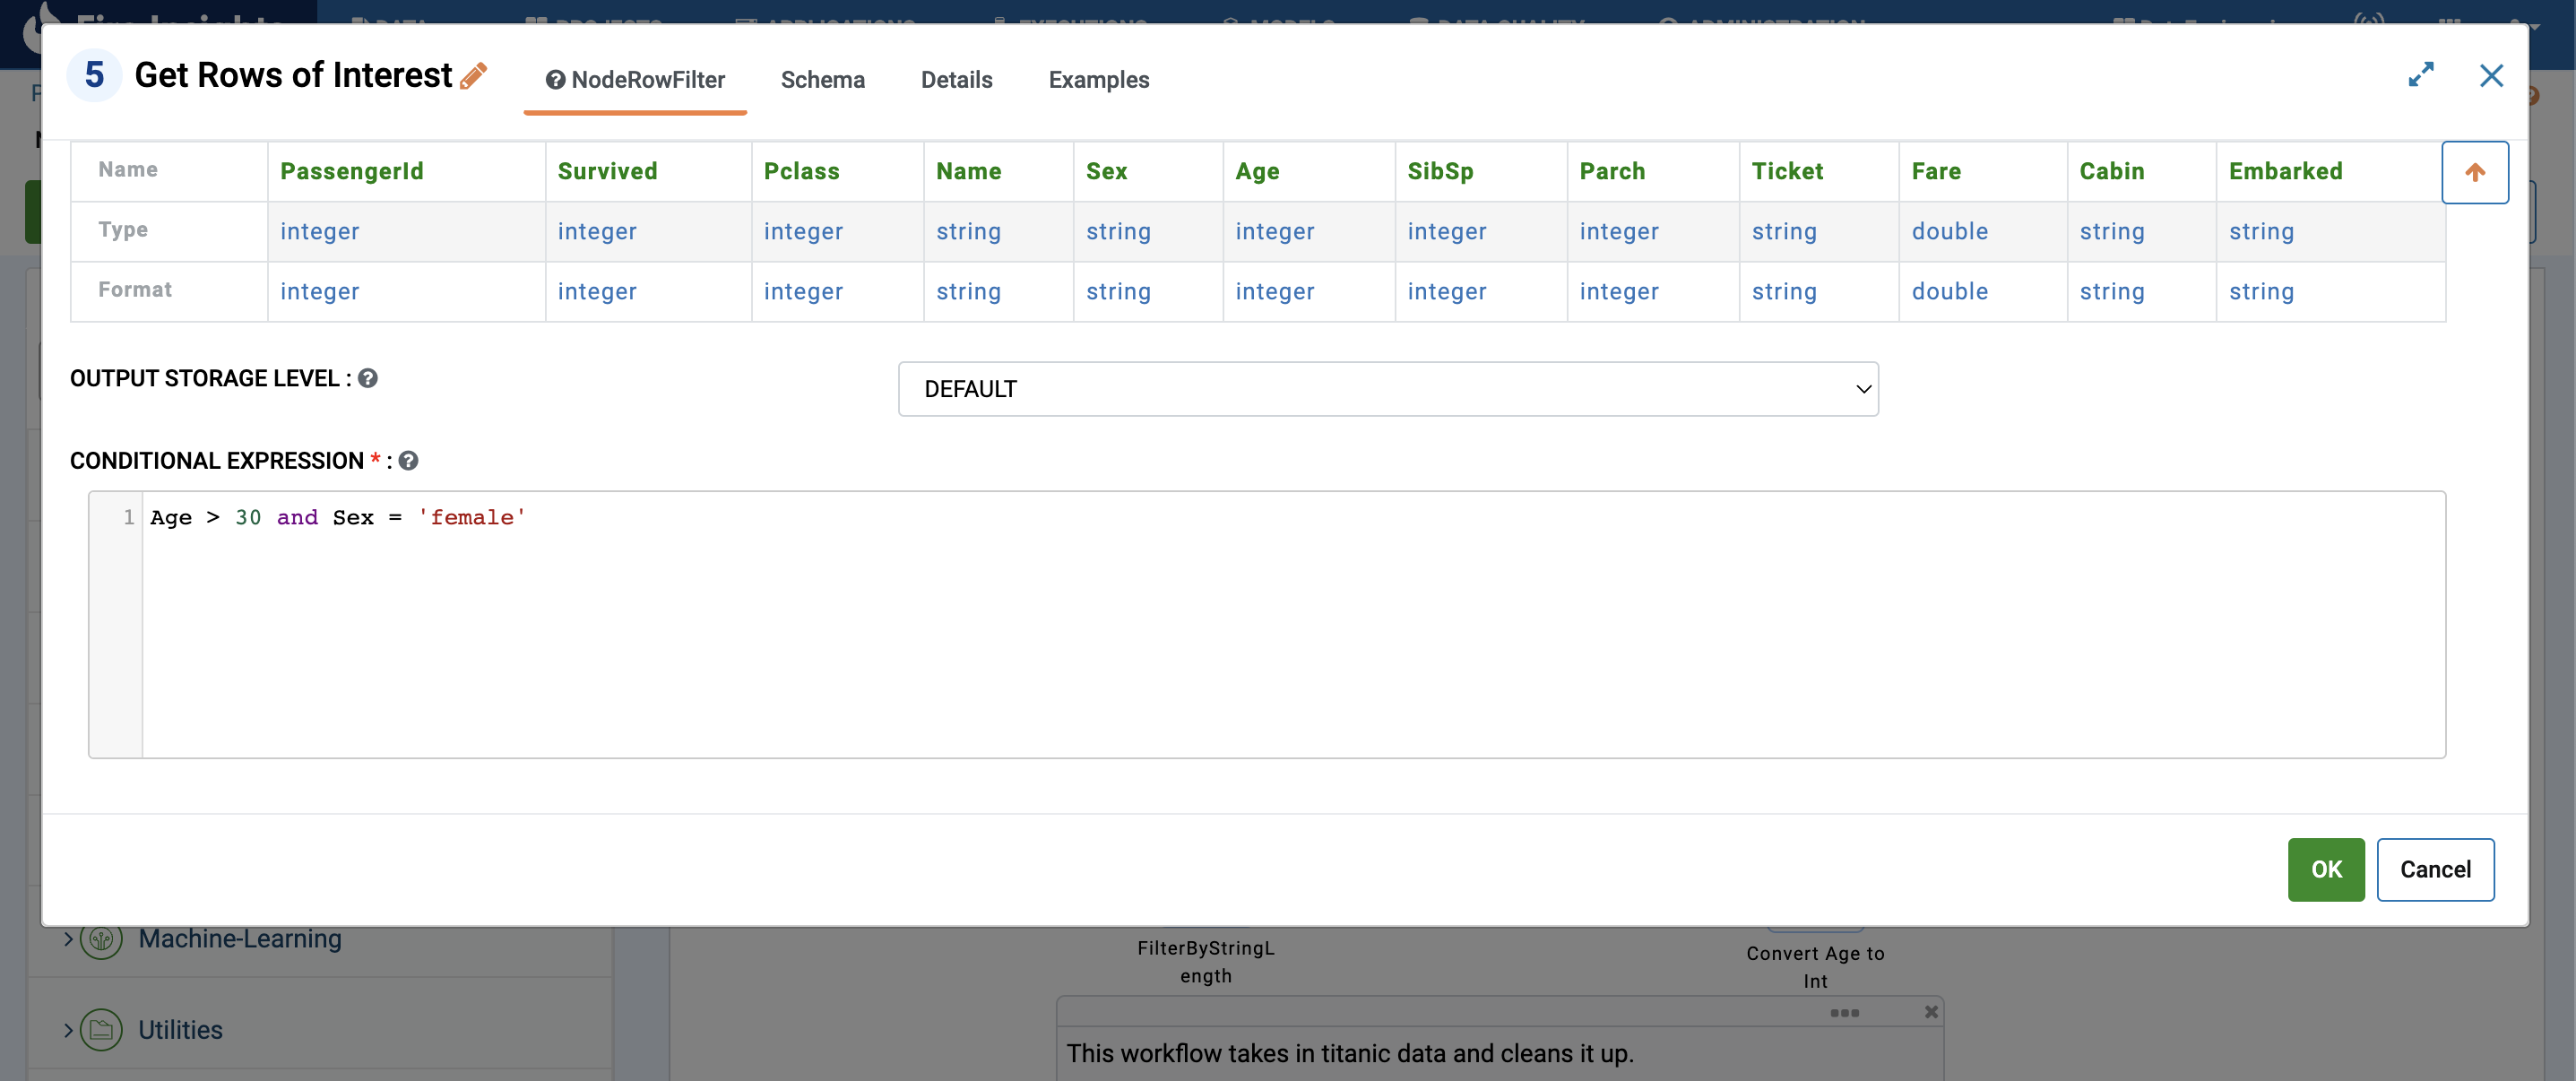 5 Get Rows of Interest NodeRowFilter Schema Details Examples
Name PassengerId Survived Pclass Name Sex Age SibSp Parch Ticket Fare Cabin Embarked
Type integer integer integer string string integer integer integer string double string string
Format integer integer integer string string integer integer integer string double string string
OUTPUT STORAGE LEVEL :
DEFAULT
CONDITIONAL EXPRESSION * :
1 Age > 30 and Sex = 'female'
OK Cancel
Machine-Learning
FilterByStringL
ength
Convert Age to
Int
Utilities
This workflow takes in titanic data and cleans it up.